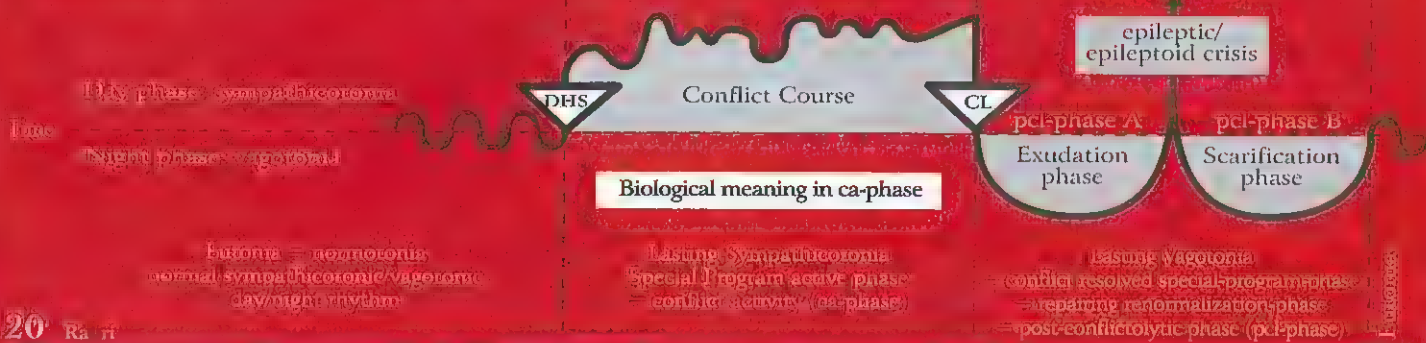 epileptic/
epileptoid crisis
Day phase: sympathicotonia
DHS
Conflict Course
CL
pcl-phase A
pcl-phase B
Time
Night phase: vagotonia
Exudation
phase
Scarification
phase
Biological meaning in ca-phase
normotonia
normal sympathicotonic/vagotonic
day/night rhythm
Lasting Sympathicotonia
Special Program active phase
= conflict activity (ca-phase)
Lasting Vagotonia
conflict resolved special-program-phase
= repairing renormalization-phase
= post-conflictolytic phase (pcl-phase)
20